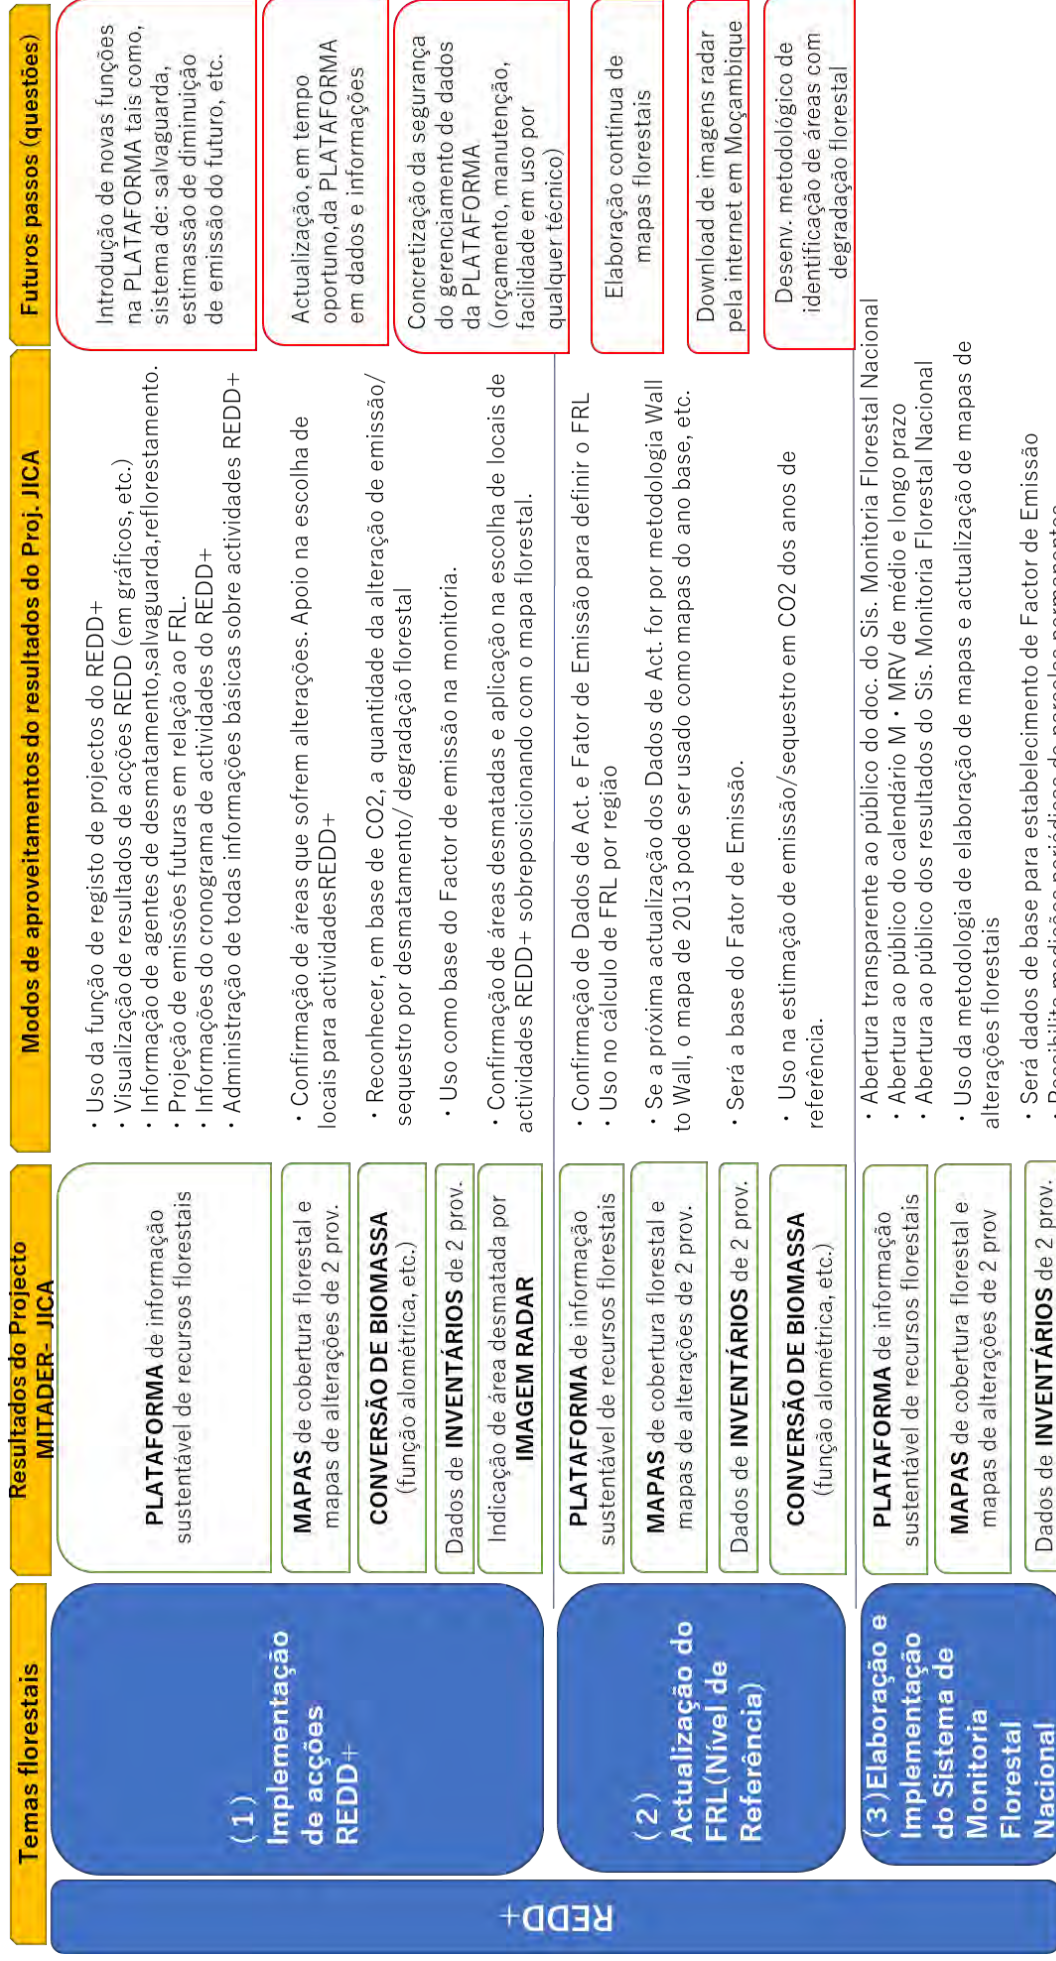 Temas florestais
Resultados do Projecto
MITADER- JICA
Modos de aproveitamentos do resultados do Proj. JICA
Futuros passos (questões)
REDD+
(1)
Implementação
de acções
REDD+
PLATAFORMA de informação
sustentável de recursos florestais
・Uso da função de registo de projectos do REDD+
・Visualização de resultados de acções REDD (em gráficos, etc.)
・Informação de agentes de desmatamento,salvaguarda,reflorestamento.
・Projeção de emissões futuras em relação ao FRL.
・Informações do cronograma de actividades do REDD+
・Administração de todas informações básicas sobre actividades REDD+
MAPAS de cobertura florestal e
mapas de alterações de 2 prov.
・Confirmação de áreas que sofrem alterações. Apoio na escolha de
locais para actividadesREDD+
CONVERSÃO DE BIOMASSA
(função alométrica, etc.)
・Reconhecer, em base de CO2, a quantidade da alteração de emissão/
sequestro por desmatamento/ degradação florestal
Dados de INVENTÁRIOS de 2 prov.
・Uso como base do Factor de emissão na monitoria.
Indicação de área desmatada por
IMAGEM RADAR
・Confirmação de áreas desmatadas e aplicação na escolha de locais de
actividades REDD+ sobreposicionando com o mapa florestal.
(2)
Actualização do
FRL(Nível de
Referência)
PLATAFORMA de informação
sustentável de recursos florestais
・Confirmação de Dados de Act. e Fator de Emissão para definir o FRL
・Uso no cálculo de FRL por região
MAPAS de cobertura florestal e
mapas de alterações de 2 prov.
・Se a próxima actualização dos Dados de Act. for por metodologia Wall
to Wall, o mapa de 2013 pode ser usado como mapas do ano base, etc.
Dados de INVENTÁRIOS de 2 prov.
・Será a base do Fator de Emissão.
CONVERSÃO DE BIOMASSA
(função alométrica, etc.)
・Uso na estimação de emissão/sequestro em CO2 dos anos de
referência.
(3)Elaboração e
Implementação
do Sistema de
Monitoria
Florestal
Nacional
PLATAFORMA de informação
sustentável de recursos florestais
・Abertura transparente ao público do doc. do Sis. Monitoria Florestal Nacional
・Abertura ao público do calendário M・MRV de médio e longo prazo
・Abertura ao público dos resultados do Sis. Monitoria Florestal Nacional
MAPAS de cobertura florestal e
mapas de alterações de 2 prov
・Uso da metodologia de elaboração de mapas e actualização de mapas de
alterações florestais
Dados de INVENTÁRIOS de 2 prov.
・Será dados de base para estabelecimento de Factor de Emissão
Introdução de novas funções
na PLATAFORMA tais como,
sistema de: salvaguarda,
estimassão de diminuição
de emissão do futuro, etc.
Actualização, em tempo
oportuno,da PLATAFORMA
em dados e informações
Concretização da segurança
do gerenciamento de dados
da PLATAFORMA
(orçamento, manutenção,
facilidade em uso por
qualquer técnico)
Elaboração contínua de
mapas florestais
Download de imagens radar
pela internet em Moçambique
Desenv. metodológico de
identificação de áreas com
degradação florestal